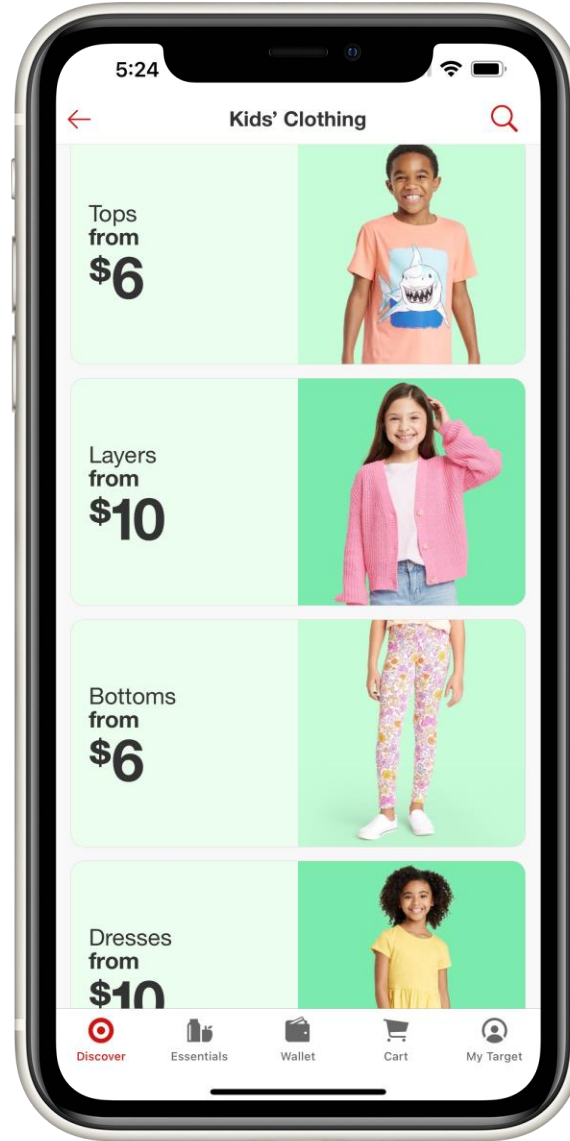 5:24
Kids' Clothing
Tops
from
$6
Layers
from
$10
Bottoms
from
$6
Dresses
from
$10
Discover
Essentials
Wallet
Cart
My Target